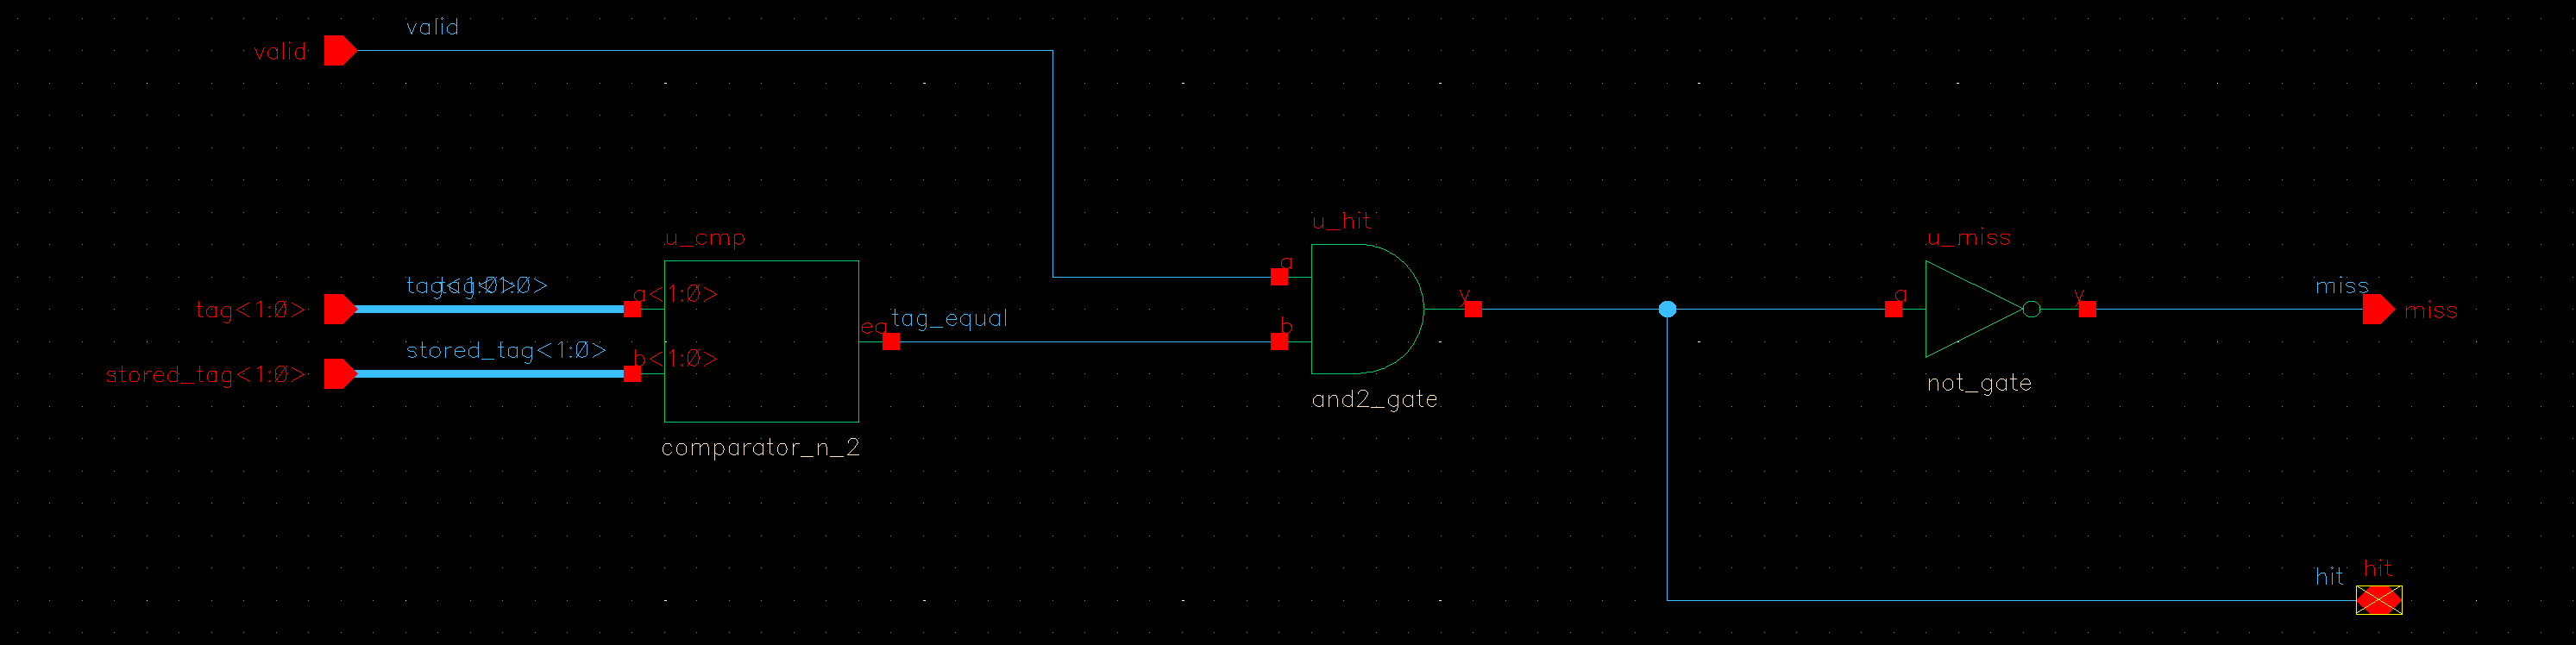 valid
valid
u_hit
u_cmp
u_miss
a
tag<1:0>
tag<1:0>
a<1:0>
y
a
y
miss
miss
eq
tag_equal
b
stored_tag<1:0>
stored_tag<1:0>
b<1:0>
not_gate
and2_gate
comparator_n_2
hit
hit